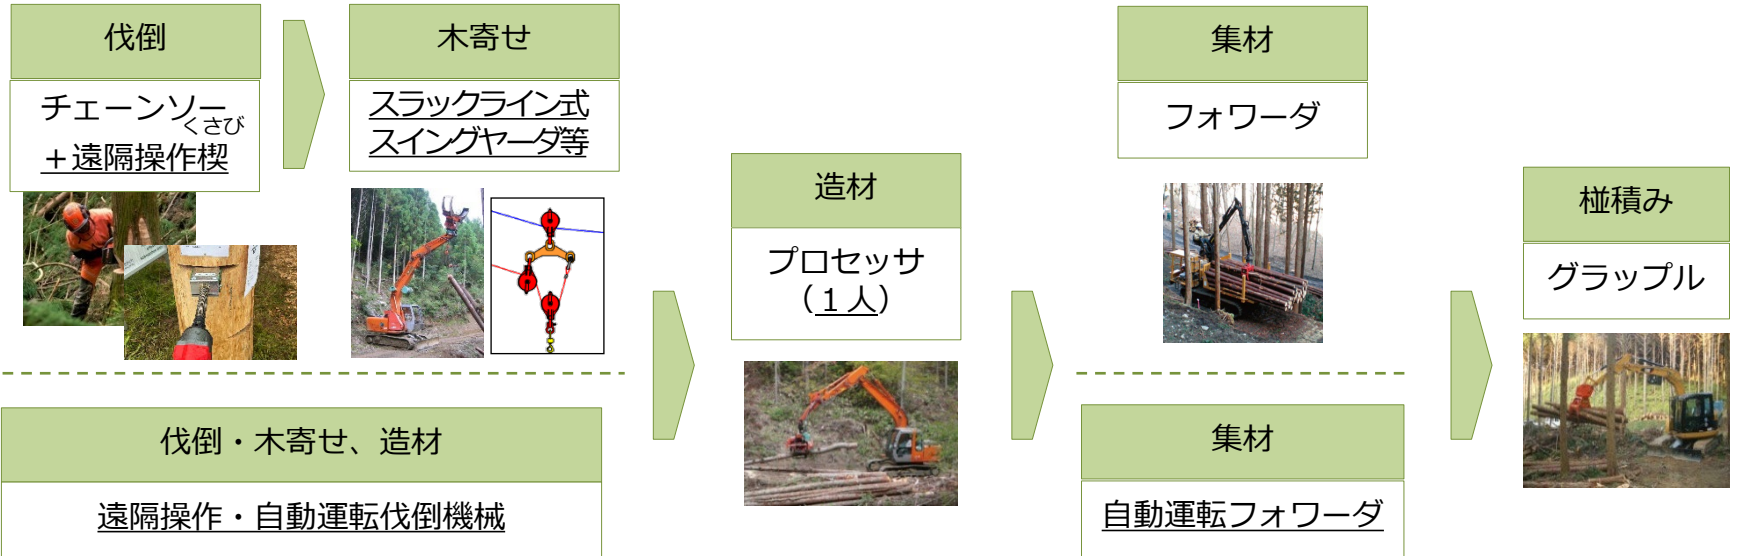 伐倒
チェーンソー
くさび
＋遠隔操作楔
木寄せ
スラックライン式
スイングヤーダ等
伐倒・木寄せ、造材
遠隔操作・自動運転伐倒機械
造材
プロセッサ
（１人）
集材
フォワーダ
集材
自動運転フォワーダ
椪積み
グラップル